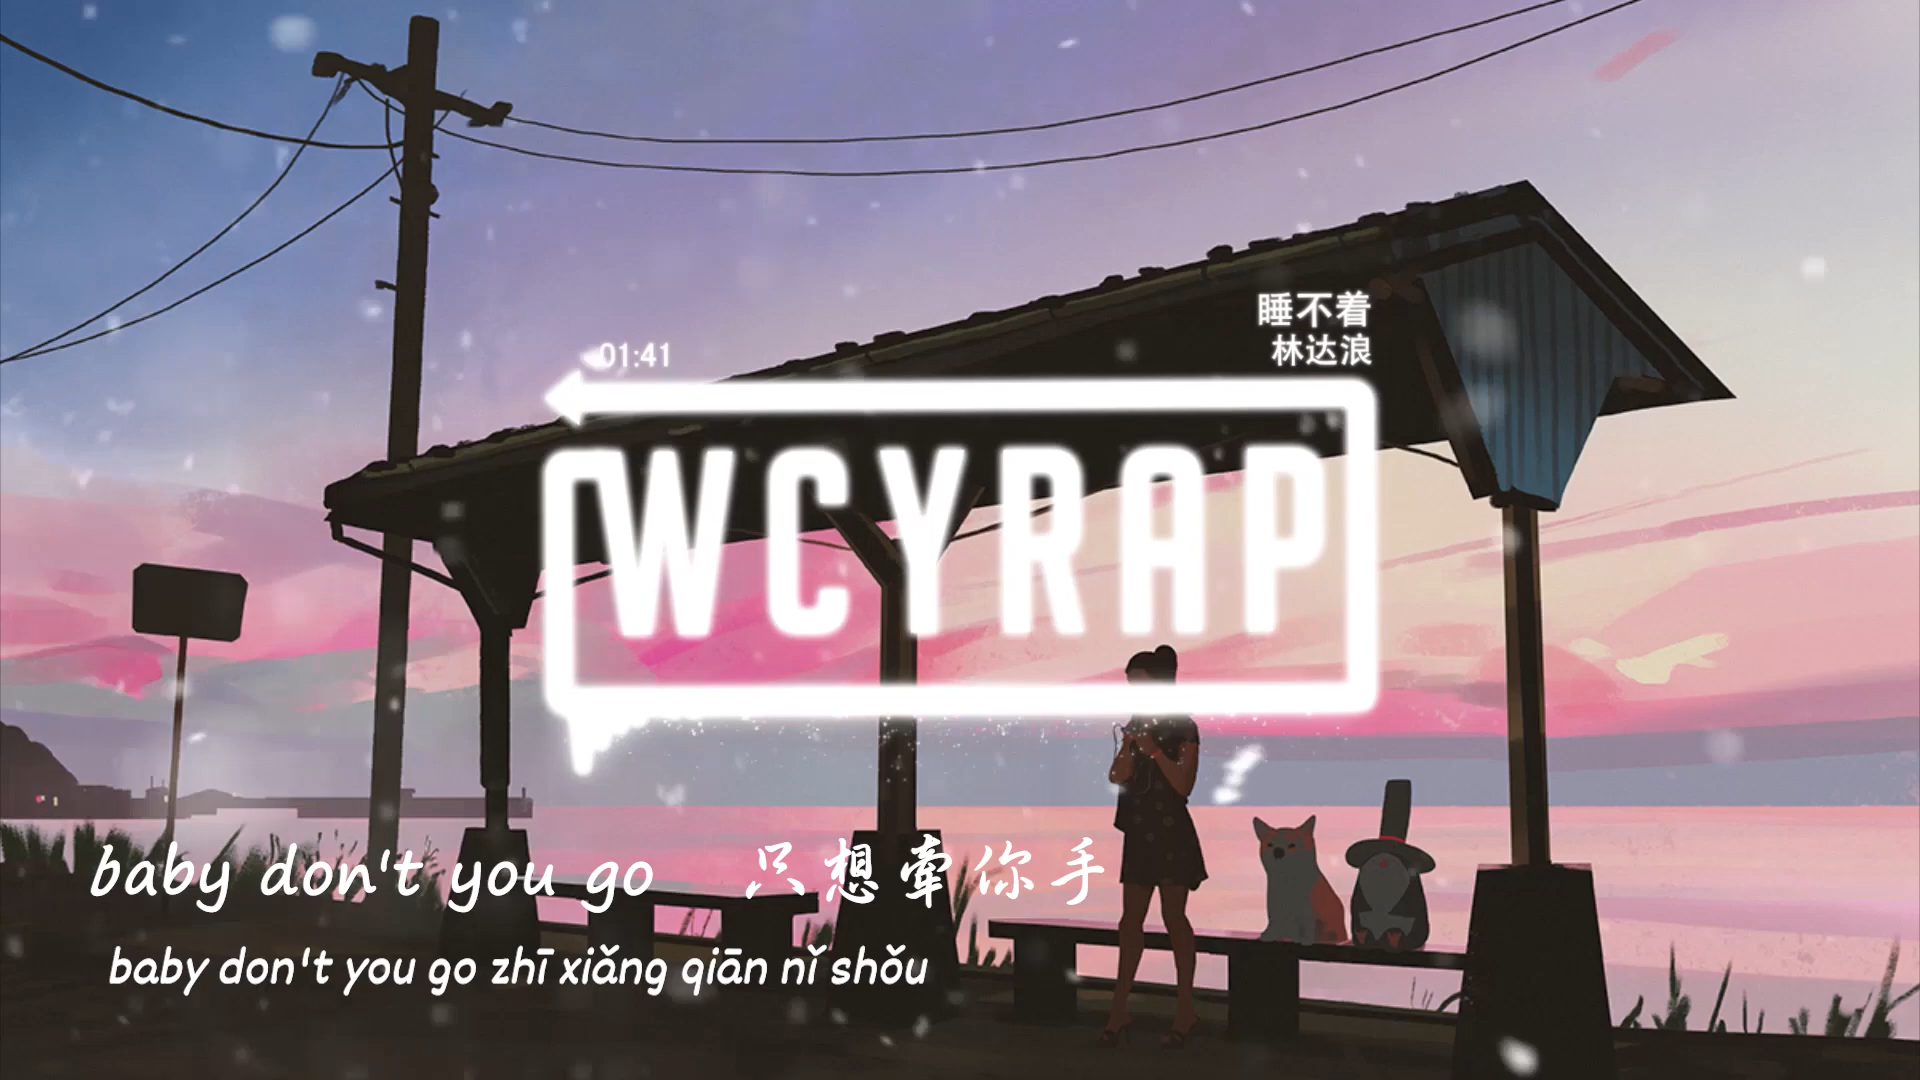 睡不着
林达浪
01:41
WCYRAP
baby don't you go 只想牵你手
baby don't you go zhī xiǎng qiān nǐ shǒu